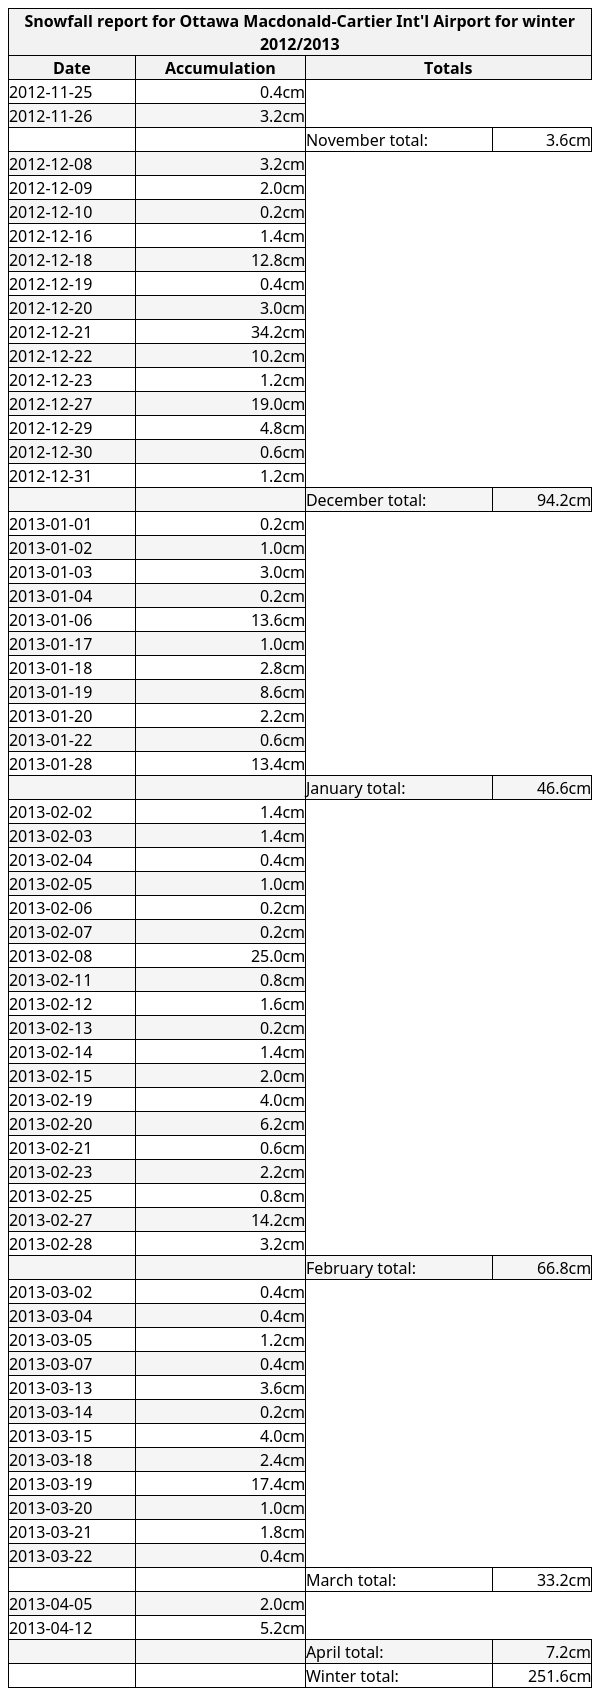 Snowfall report for Ottawa Macdonald-Cartier Int'l Airport for winter
2012/2013
Date Accumulation Totals
2012-11-25 0.4cm
2012-11-26 3.2cm
November total: 3.6cm
2012-12-08 3.2cm
2012-12-09 2.0cm
2012-12-10 0.2cm
2012-12-16 1.4cm
2012-12-18 12.8cm
2012-12-19 0.4cm
2012-12-20 3.0cm
2012-12-21 34.2cm
2012-12-22 10.2cm
2012-12-23 1.2cm
2012-12-27 19.0cm
2012-12-29 4.8cm
2012-12-30 0.6cm
2012-12-31 1.2cm
December total: 94.2cm
2013-01-01 0.2cm
2013-01-02 1.0cm
2013-01-03 3.0cm
2013-01-04 0.2cm
2013-01-06 13.6cm
2013-01-17 1.0cm
2013-01-18 2.8cm
2013-01-19 8.6cm
2013-01-20 2.2cm
2013-01-22 0.6cm
2013-01-28 13.4cm
January total: 46.6cm
2013-02-02 1.4cm
2013-02-03 1.4cm
2013-02-04 0.4cm
2013-02-05 1.0cm
2013-02-06 0.2cm
2013-02-07 0.2cm
2013-02-08 25.0cm
2013-02-11 0.8cm
2013-02-12 1.6cm
2013-02-13 0.2cm
2013-02-14 1.4cm
2013-02-15 2.0cm
2013-02-19 4.0cm
2013-02-20 6.2cm
2013-02-21 0.6cm
2013-02-23 2.2cm
2013-02-25 0.8cm
2013-02-27 14.2cm
2013-02-28 3.2cm
February total: 66.8cm
2013-03-02 0.4cm
2013-03-04 0.4cm
2013-03-05 1.2cm
2013-03-07 0.4cm
2013-03-13 3.6cm
2013-03-14 0.2cm
2013-03-15 4.0cm
2013-03-18 2.4cm
2013-03-19 17.4cm
2013-03-20 1.0cm
2013-03-21 1.8cm
2013-03-22 0.4cm
March total: 33.2cm
2013-04-05 2.0cm
2013-04-12 5.2cm
April total: 7.2cm
Winter total: 251.6cm